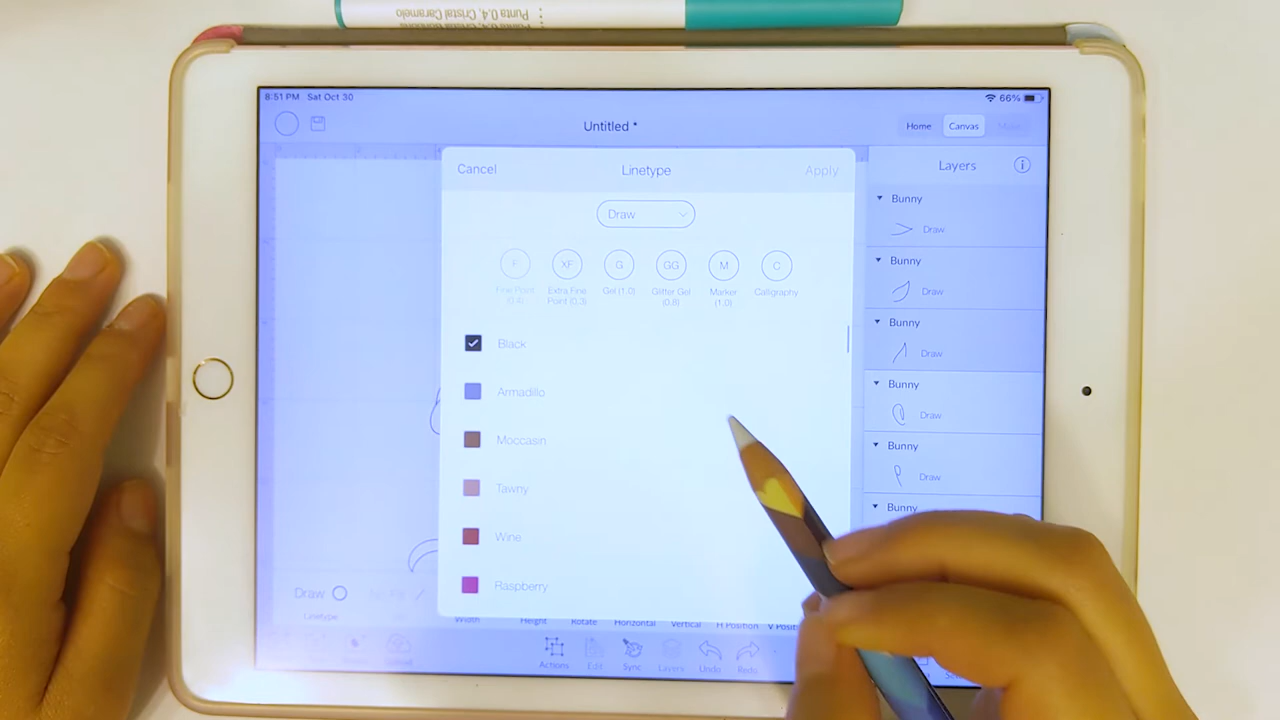 Punta 0.4, Cristal Caramelo
8:51 PM Sat Oct 30
66%
Untitled *
Home
Canvas
Cancel
Linetype
Apply
Layers
i
Draw
F
XF
G
GG
M
C
Fine Point (0.4)
Extra Fine Point (0.3)
Gel (1.0)
Glitter Gel (0.8)
Marker (1.0)
Calligraphy
Black
Armadillo
Moccasin
Tawny
Wine
Raspberry
Bunny
Draw
Bunny
Draw
Bunny
Draw
Bunny
Draw
Bunny
Draw
Bunny
Draw
Linetype
Width
Height
Rotate
Horizontal
Vertical
H Position
V Positi
Upload
Actions
Edit
Sync
Layers
Undo
Redo